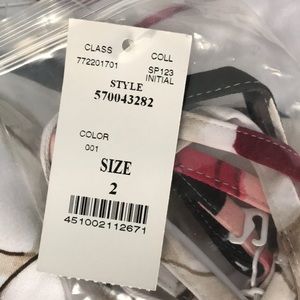 CLASS COLL
772201701 SP123
INITIAL
STYLE
570043282
COLOR
001
SIZE
2
451002112671